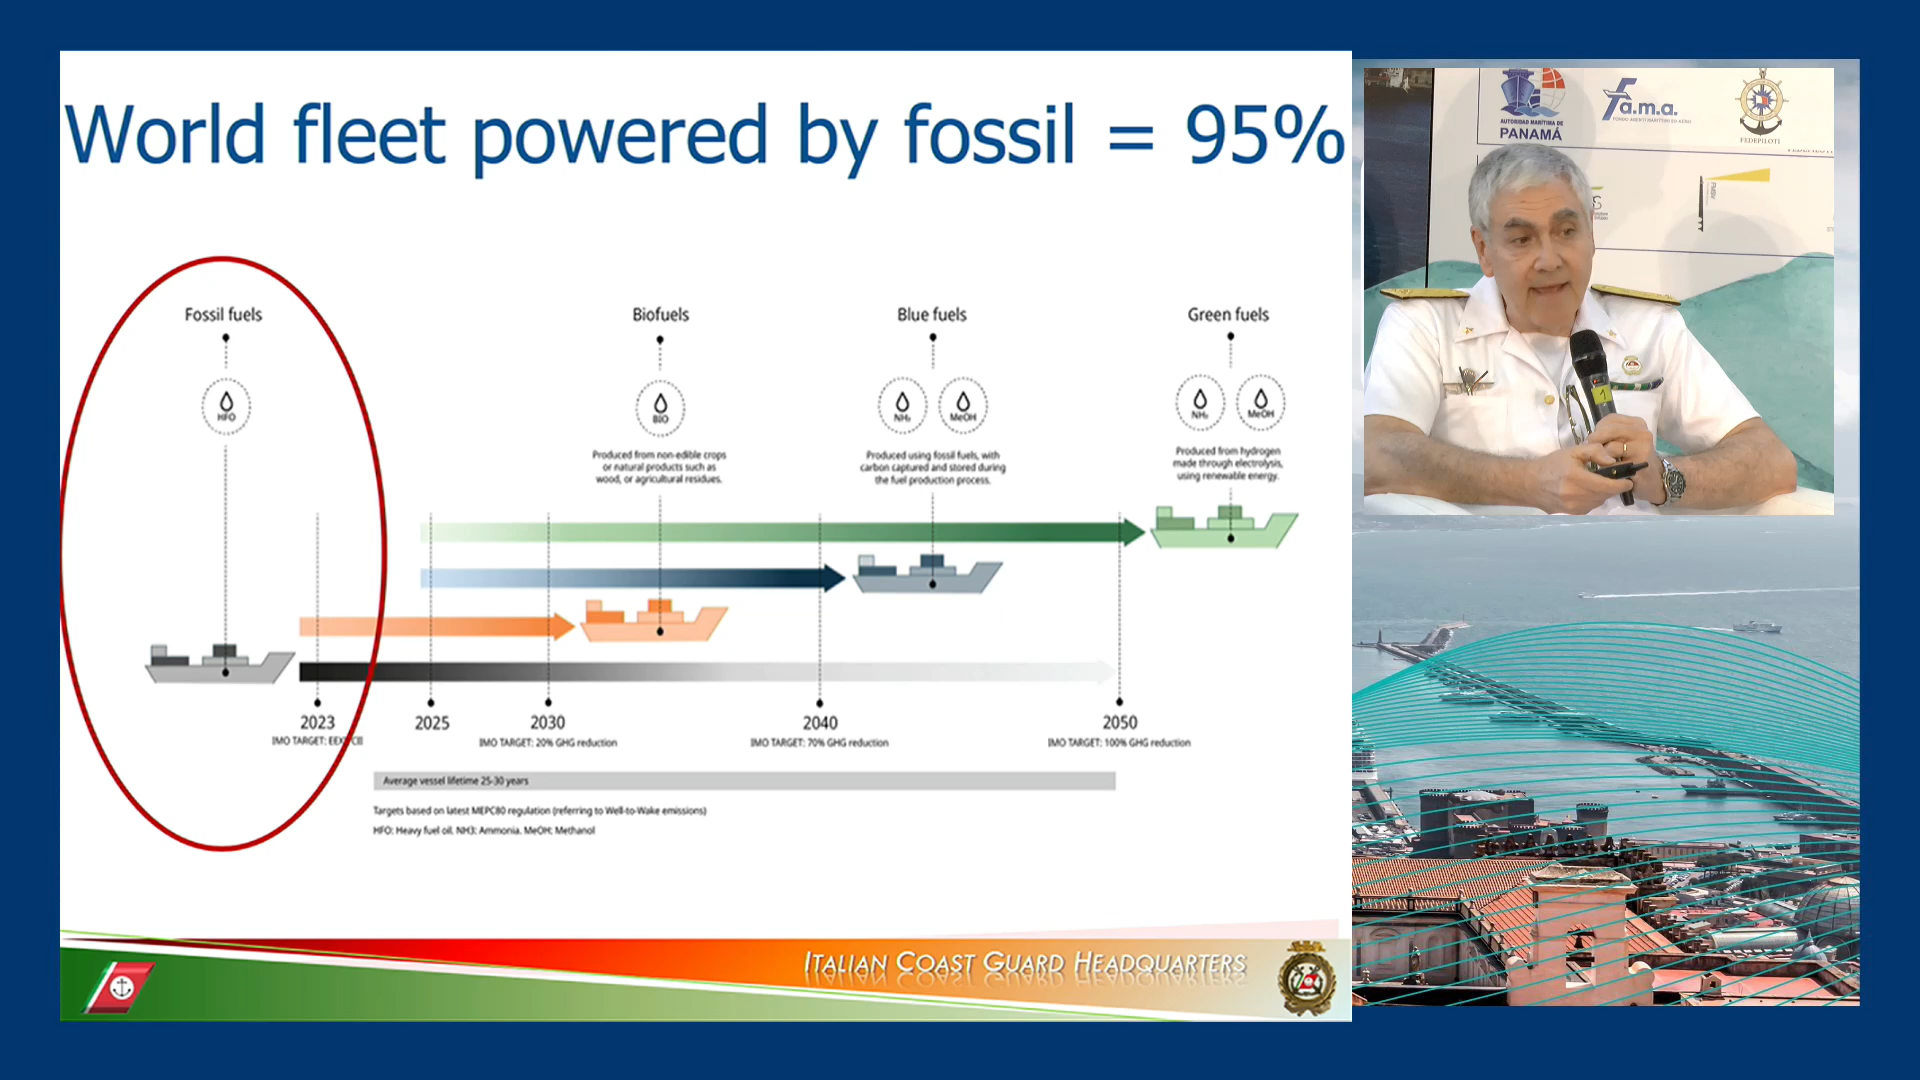 World fleet powered by fossil = 95%
Fossil fuels
Biofuels
Blue fuels
Green fuels
HFO
BIO
NH₃
MeOH
NH₃
MeOH
Produced from non-edible crops
or natural products such as
wood, or agricultural residues.
Produced using fossil fuels, with
carbon captured and stored during
the fuel production process.
Produced from hydrogen
made through electrolysis,
using renewable energy.
2023
IMO TARGET: EEXI/CII
2025
2030
IMO TARGET: 20% GHG reduction
2040
IMO TARGET: 70% GHG reduction
2050
IMO TARGET: 100% GHG reduction
Average vessel lifetime 25-30 years
Targets based on latest MEPC80 regulation (referring to Well-to-Wake emissions)
HFO: Heavy fuel oil. NH3: Ammonia. MeOH: Methanol
ITALIAN COAST GUARD HEADQUARTERS
AUTORIDAD MARÍTIMA DE
PANAMÁ
f.a.m.a.
FONDO AGENTI MARITTIMI ED AEREI
FEDEPILOTI
1